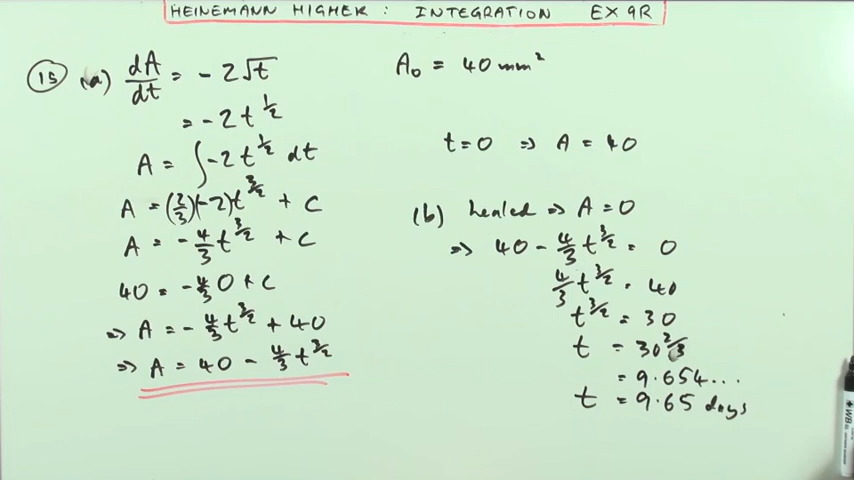 HEINEMANN HIGHER : INTEGRATION EX 9R
15 (a) dA/dt = - 2√t
= - 2 t^1/2
A = ∫ -2 t^1/2 dt
A = (2/3)(-2)t^3/2 + C
A = - 4/3 t^3/2 + C
40 = - 4/3 0 + C
=> A = - 4/3 t^3/2 + 40
=> A = 40 - 4/3 t^3/2
A₀ = 40 mm²
t = 0 => A = 40
(b) healed => A = 0
=> 40 - 4/3 t^3/2 = 0
4/3 t^3/2 = 40
t^3/2 = 30
t = 30^2/3
= 9.654...
t = 9.65 days
WB